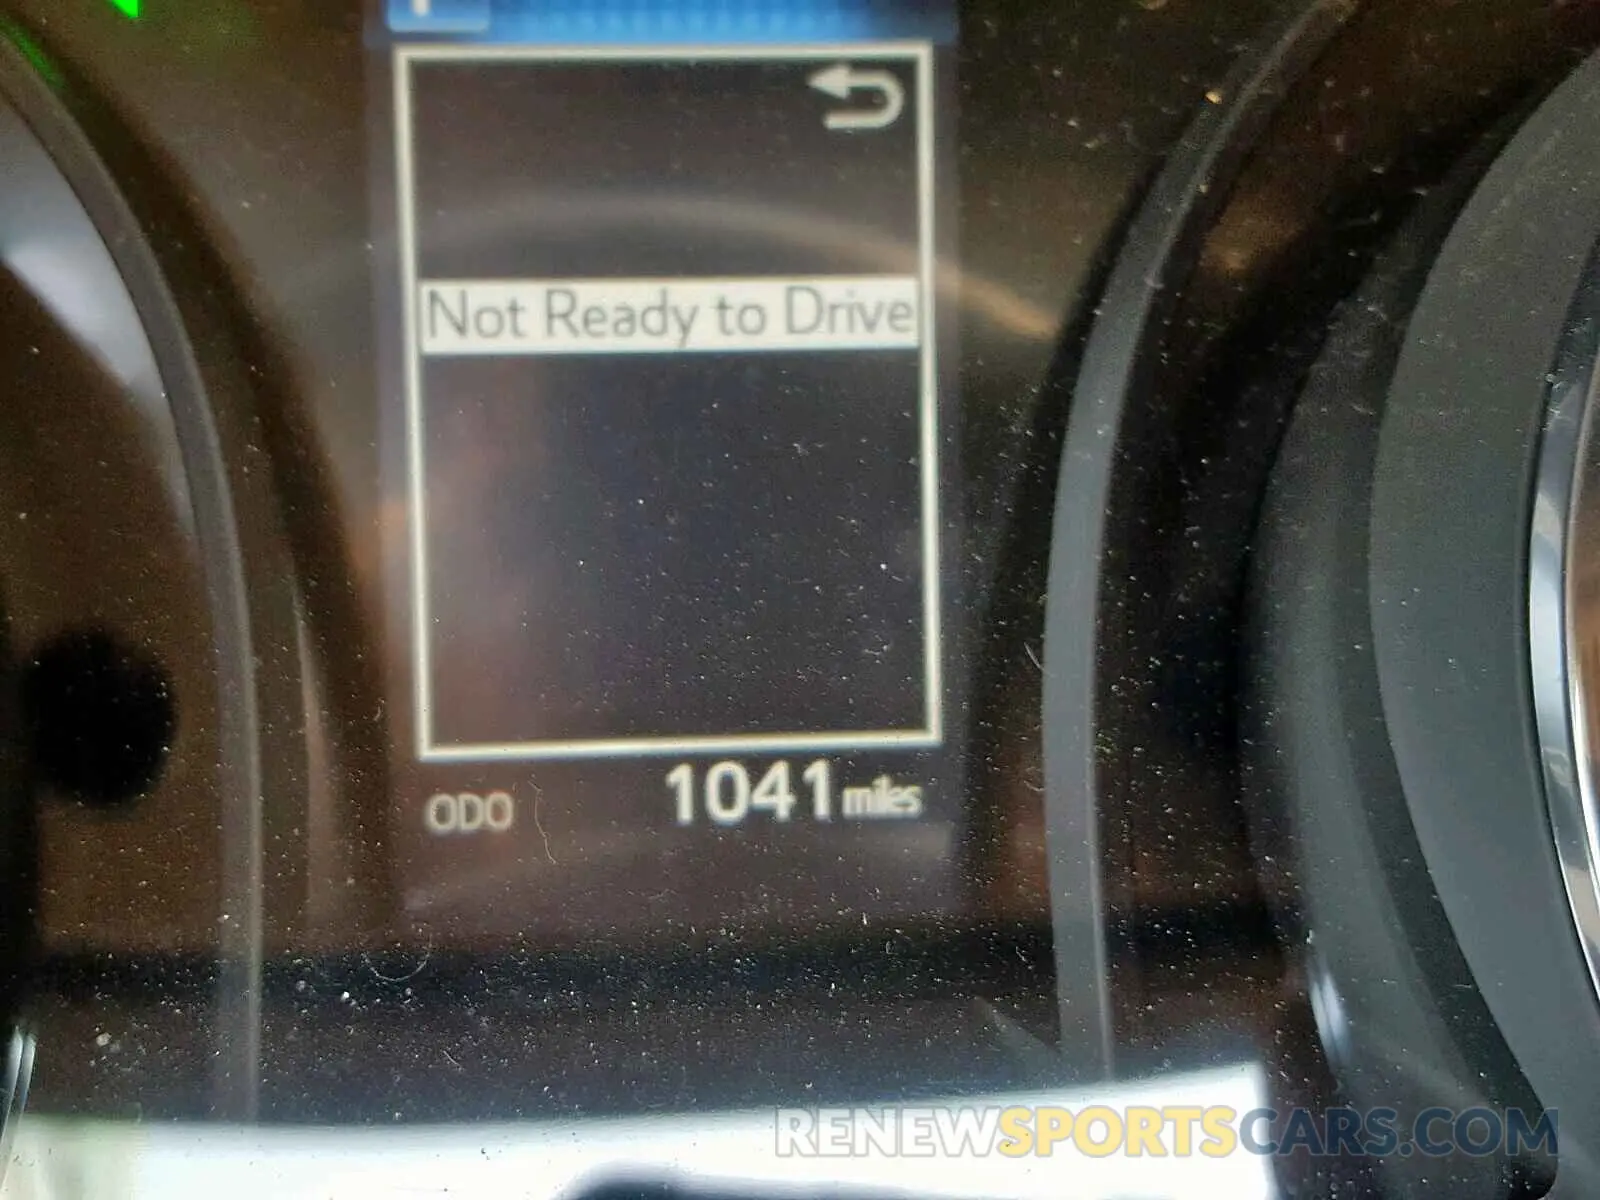 Not Ready to Drive
ODO 1041 miles
RENEWSPORTSCARS.COM